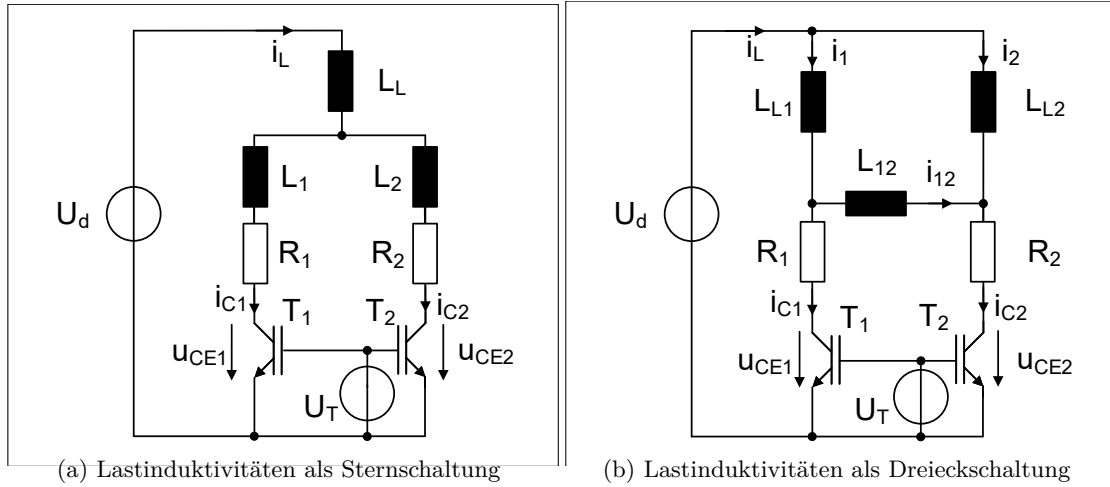 i_L
L_L
L_1
L_2
U_d
R_1
R_2
i_C1
T_1
T_2
i_C2
u_CE1
u_CE2
U_T
(a) Lastinduktivitäten als Sternschaltung
i_L
i_1
i_2
L_L1
L_L2
L_12
i_12
U_d
R_1
R_2
i_C1
T_1
T_2
i_C2
u_CE1
u_CE2
U_T
(b) Lastinduktivitäten als Dreieckschaltung